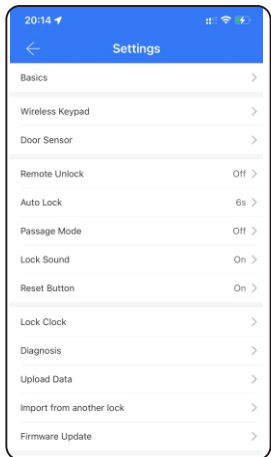 20:14
Settings
Basics
Wireless Keypad
Door Sensor
Remote Unlock Off
Auto Lock 6s
Passage Mode Off
Lock Sound On
Reset Button On
Lock Clock
Diagnosis
Upload Data
Import from another lock
Firmware Update